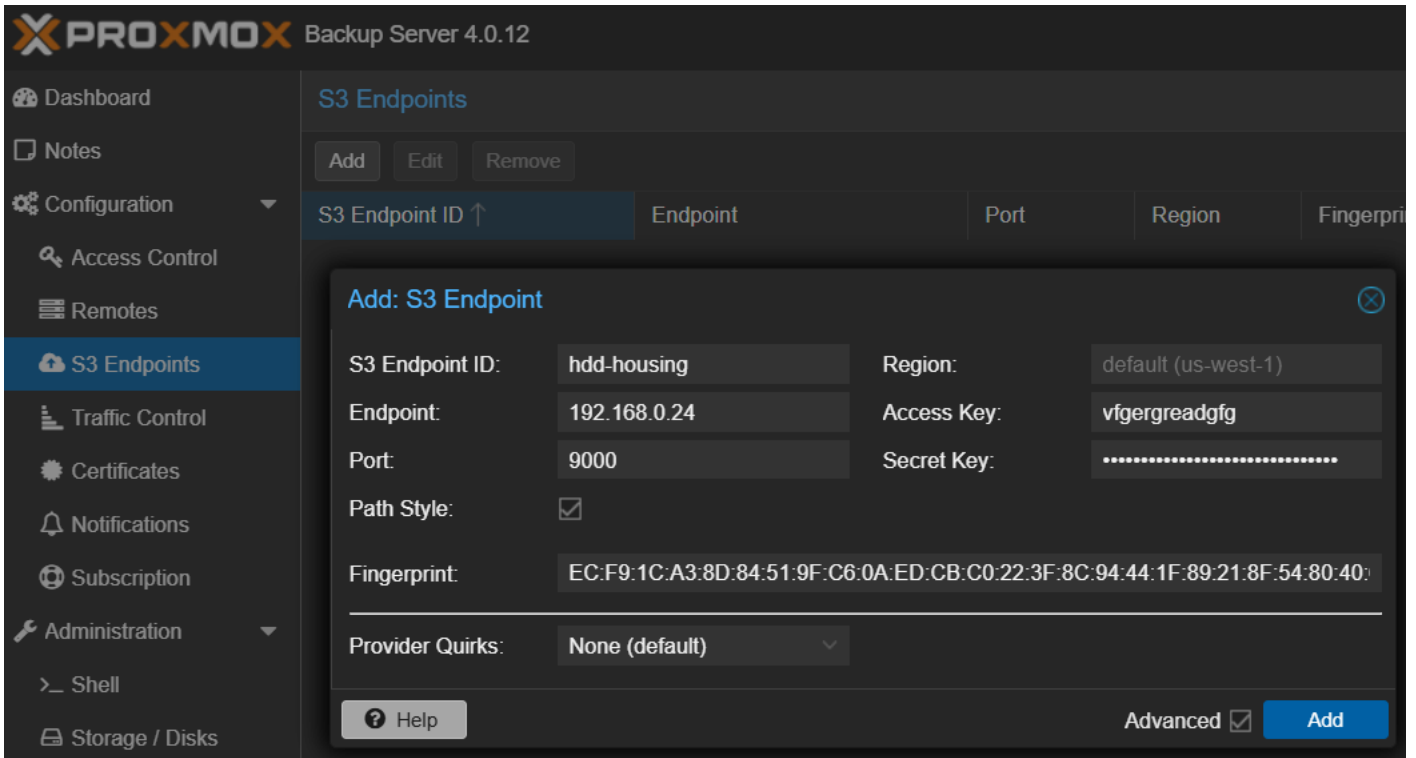 PROXMOX Backup Server 4.0.12
Dashboard
Notes
Configuration
Access Control
Remotes
S3 Endpoints
Traffic Control
Certificates
Notifications
Subscription
Administration
Shell
Storage / Disks
S3 Endpoints
Add Edit Remove
S3 Endpoint ID Endpoint Port Region
Add: S3 Endpoint
S3 Endpoint ID: hdd-housing Region: default (us-west-1)
Endpoint: 192.168.0.24 Access Key: vfgergreadgfg
Port: 9000 Secret Key: •••••••••••••••••••••••••••••••
Path Style:
Fingerprint: EC:F9:1C:A3:8D:84:51:9F:C6:0A:ED:CB:C0:22:3F:8C:94:44:1F:89:21:8F:54:80:40:
Provider Quirks: None (default)
Help Advanced Add